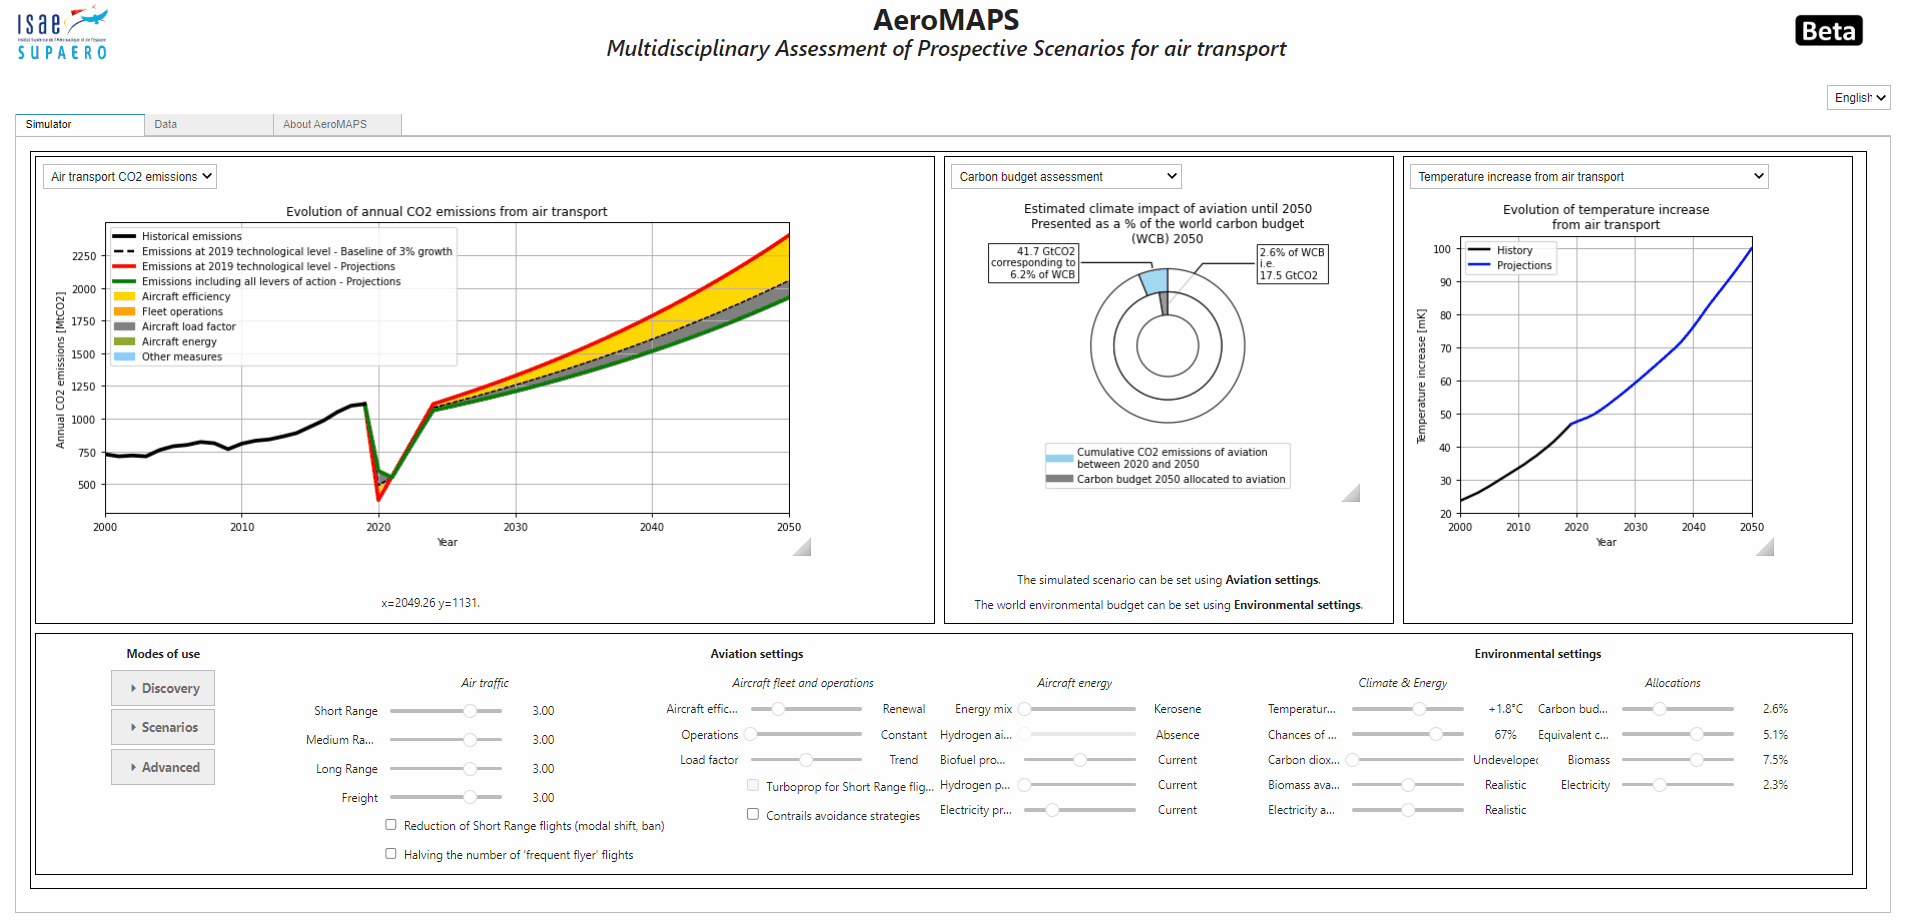 isae
SUPAERO
AeroMAPS
Multidisciplinary Assessment of Prospective Scenarios for air transport
Beta
English
Simulator
Data
About AeroMAPS
Air transport CO2 emissions
Evolution of annual CO2 emissions from air transport
Historical emissions
Emissions at 2019 technological level - Baseline of 3% growth
Emissions at 2019 technological level - Projections
Emissions including all levers of action - Projections
Aircraft efficiency
Fleet operations
Aircraft load factor
Aircraft energy
Other measures
Annual CO2 emissions [MtCO2]
2250
2000
1750
1500
1250
1000
750
500
2000
2010
2020
2030
2040
2050
Year
x=2049.26 y=1131.
Carbon budget assessment
Estimated climate impact of aviation until 2050
Presented as a % of the world carbon budget
(WCB) 2050
41.7 GtCO2
corresponding to
6.2% of WCB
2.6% of WCB
i.e.
17.5 GtCO2
Cumulative CO2 emissions of aviation
between 2020 and 2050
Carbon budget 2050 allocated to aviation
The simulated scenario can be set using Aviation settings.
The world environmental budget can be set using Environmental settings.
Temperature increase from air transport
Evolution of temperature increase
from air transport
History
Projections
Temperature increase [mK]
100
90
80
70
60
50
40
30
20
2000
2010
2020
2030
2040
2050
Year
Modes of use
Discovery
Scenarios
Advanced
Aviation settings
Air traffic
Short Range 3.00
Medium Ra... 3.00
Long Range 3.00
Freight 3.00
Reduction of Short Range flights (modal shift, ban)
Halving the number of 'frequent flyer' flights
Aircraft fleet and operations
Aircraft effic... Renewal
Operations Constant
Load factor Trend
Turboprop for Short Range flig...
Contrails avoidance strategies
Aircraft energy
Energy mix Kerosene
Hydrogen ai... Absence
Biofuel pro... Current
Hydrogen p... Current
Electricity pr... Current
Environmental settings
Climate & Energy
Temperatur... +1.8°C
Chances of ... 67%
Carbon diox... Undeveloped
Biomass ava... Realistic
Electricity a... Realistic
Allocations
Carbon bud... 2.6%
Equivalent c... 5.1%
Biomass 7.5%
Electricity 2.3%